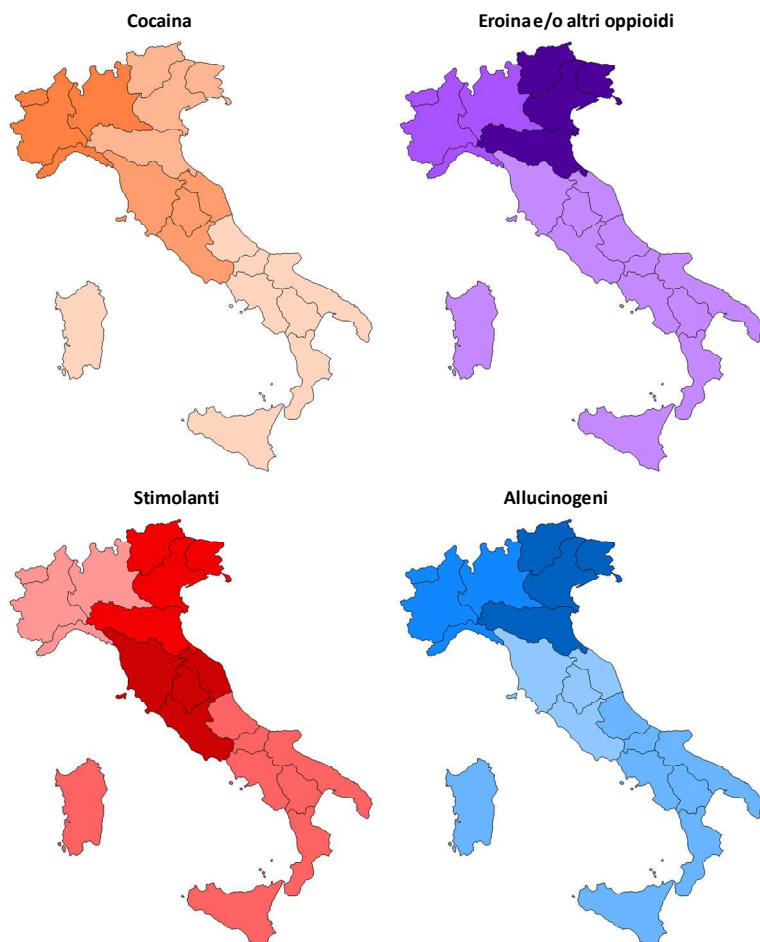 Cocaina
Eroina e/o altri oppioidi
Stimolanti
Allucinogeni